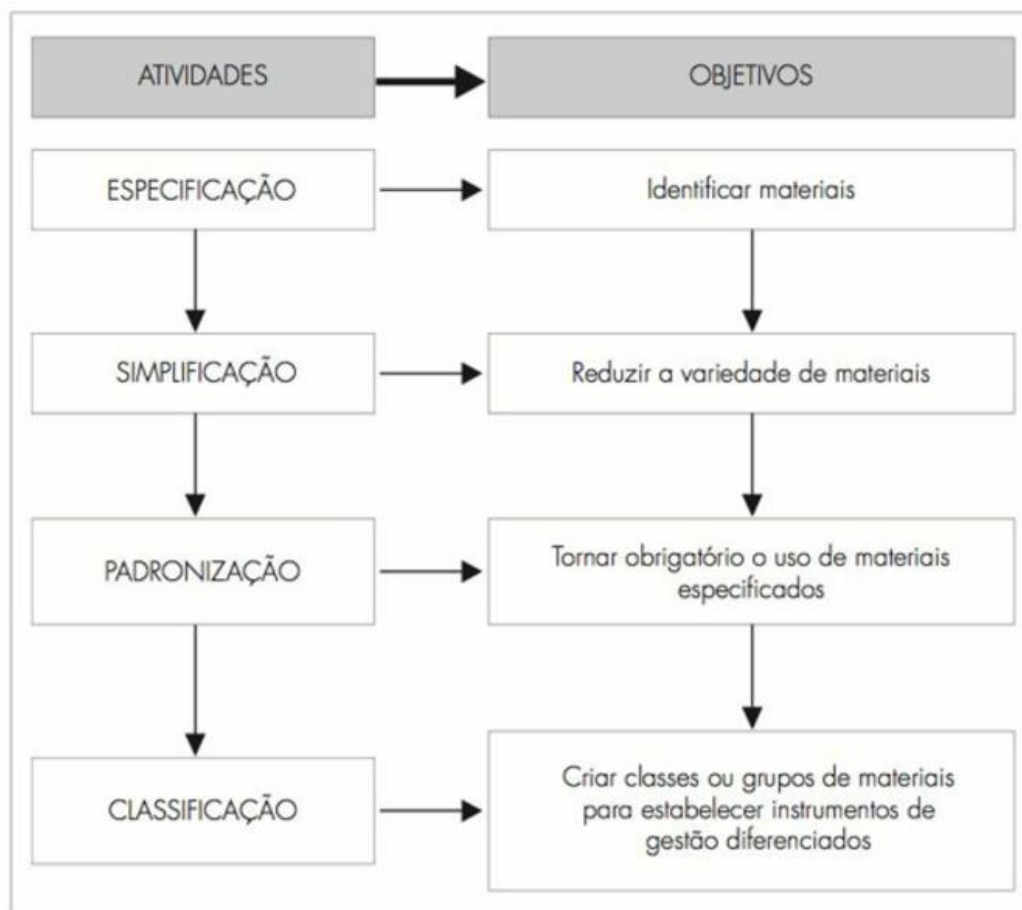 ATIVIDADES
OBJETIVOS
ESPECIFICAÇÃO
Identificar materiais
SIMPLIFICAÇÃO
Reduzir a variedade de materiais
PADRONIZAÇÃO
Tornar obrigatório o uso de materiais
especificados
CLASSIFICAÇÃO
Criar classes ou grupos de materiais
para estabelecer instrumentos de
gestão diferenciados